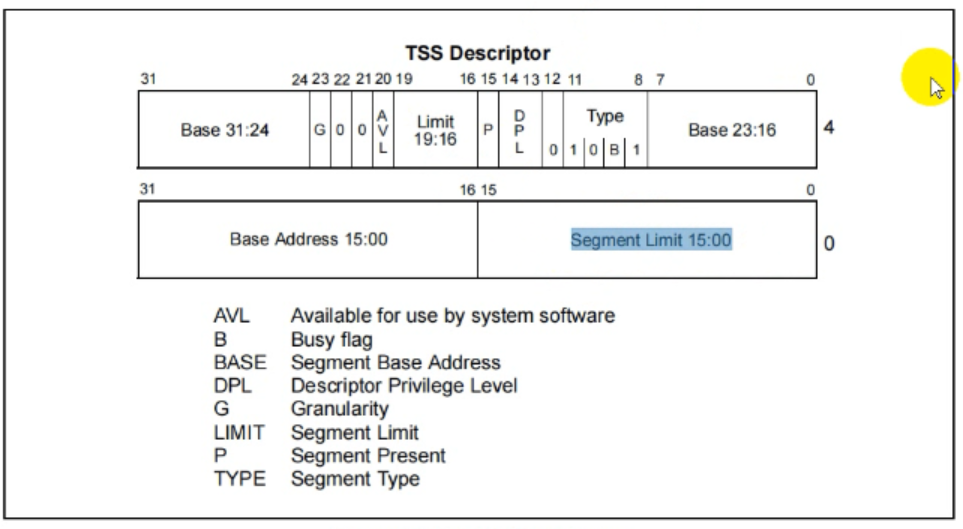 TSS Descriptor
31 24 23 22 21 20 19 16 15 14 13 12 11 8 7 0
Base 31:24 G 0 0 AVL Limit 19:16 P DPL 0 Type 1 0 B 1 Base 23:16 4
31 16 15 0
Base Address 15:00 Segment Limit 15:00 0
AVL Available for use by system software
B Busy flag
BASE Segment Base Address
DPL Descriptor Privilege Level
G Granularity
LIMIT Segment Limit
P Segment Present
TYPE Segment Type